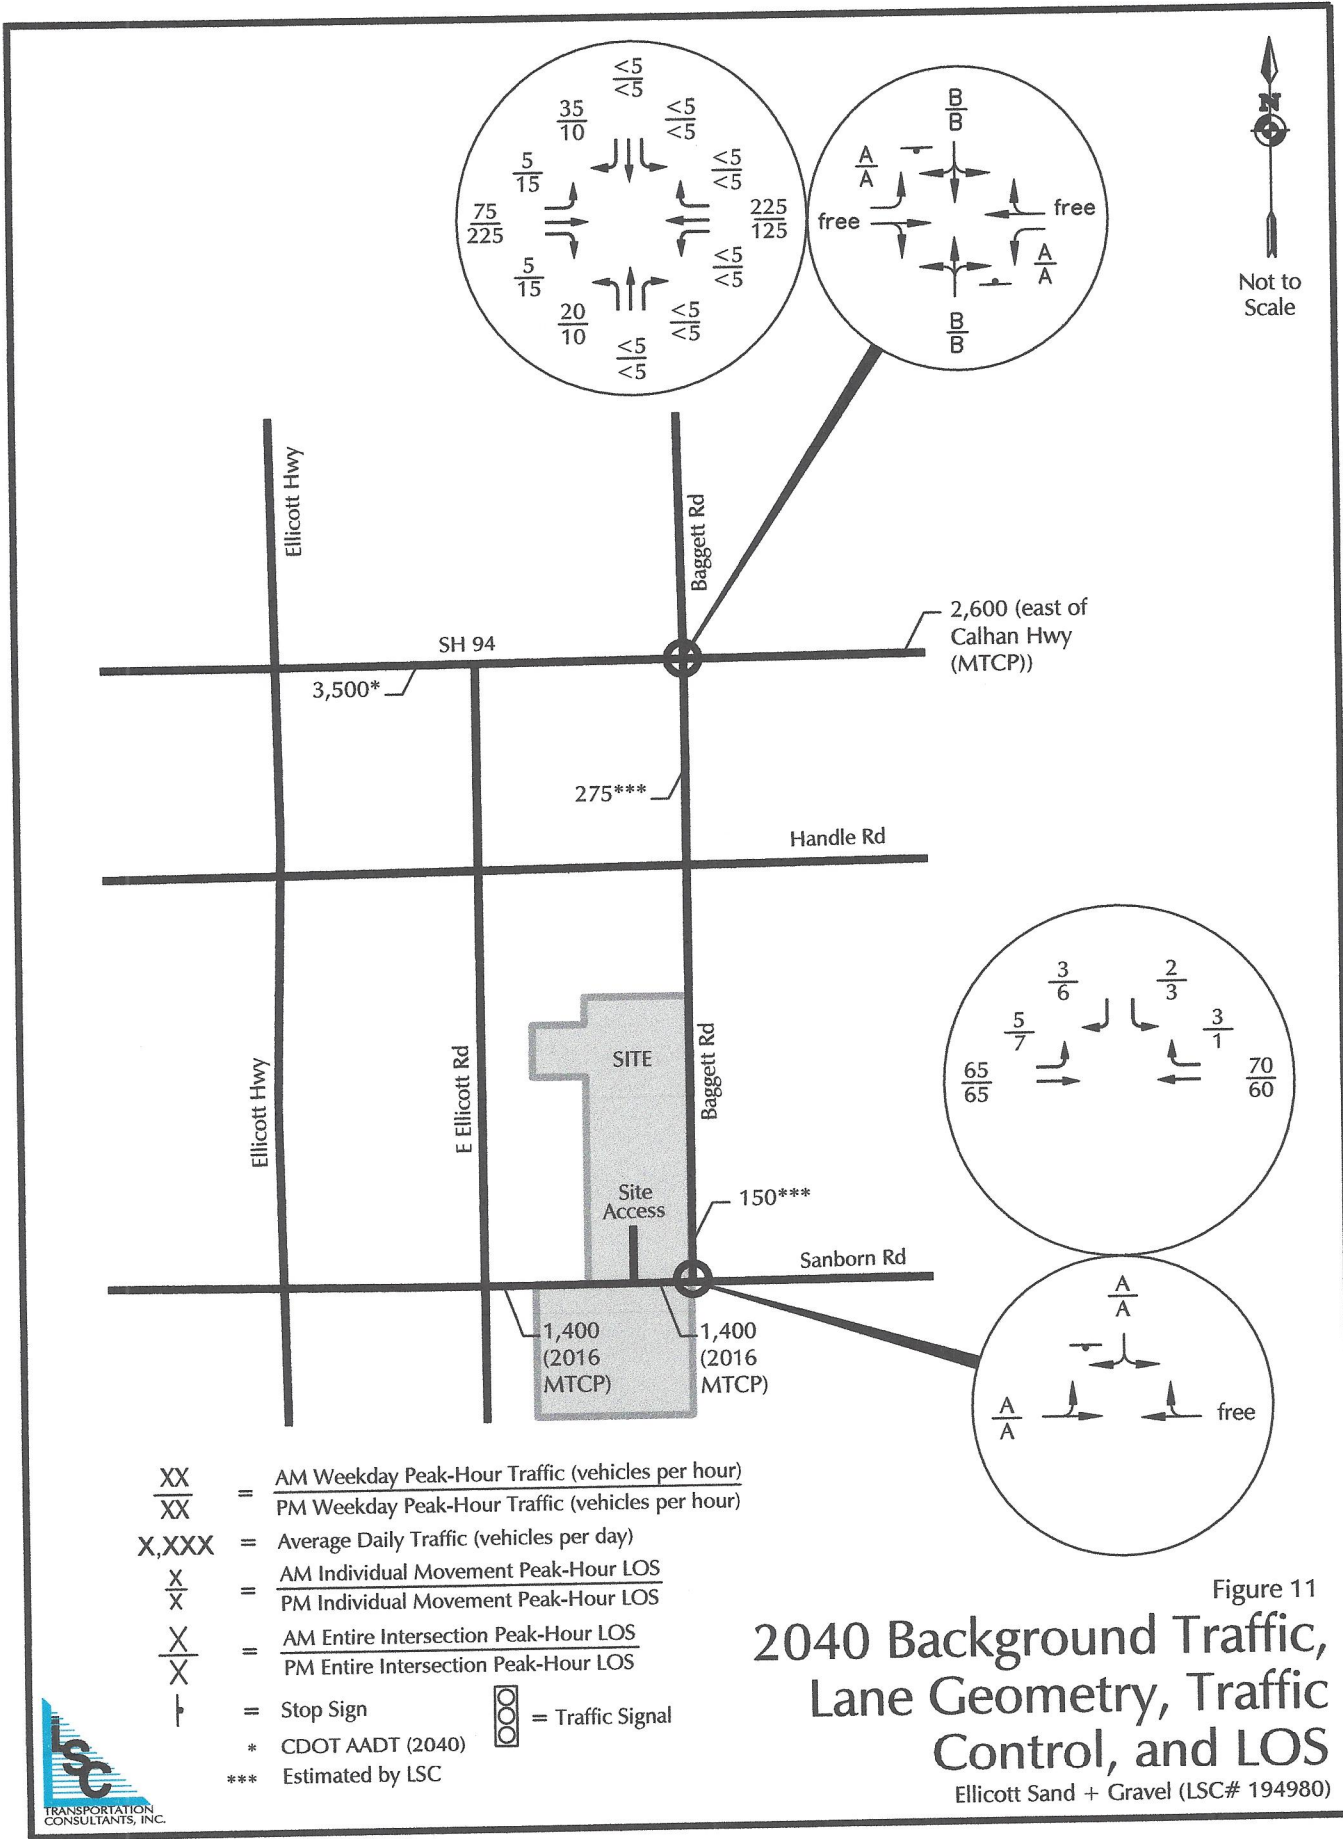 <5
<5
35
10
<5
<5
5
15
<5
<5
75
225
225
125
5
15
<5
<5
20
10
<5
<5
<5
<5
B
B
A
A
free
free
A
A
B
B
N
Not to
Scale
Ellicott Hwy
Baggett Rd
SH 94
3,500*
2,600 (east of
Calhan Hwy
(MTCP))
275***
Handle Rd
Ellicott Hwy
E Ellicott Rd
SITE
Baggett Rd
Site
Access
150***
Sanborn Rd
1,400
(2016
MTCP)
1,400
(2016
MTCP)
3
6
2
3
5
7
3
1
65
65
70
60
A
A
A
A
free
XX
XX
=
AM Weekday Peak-Hour Traffic (vehicles per hour)
PM Weekday Peak-Hour Traffic (vehicles per hour)
X,XXX = Average Daily Traffic (vehicles per day)
X
X
=
AM Individual Movement Peak-Hour LOS
PM Individual Movement Peak-Hour LOS
X
X
=
AM Entire Intersection Peak-Hour LOS
PM Entire Intersection Peak-Hour LOS
= Stop Sign
= Traffic Signal
* CDOT AADT (2040)
*** Estimated by LSC
LSC
TRANSPORTATION
CONSULTANTS, INC.
Figure 11
2040 Background Traffic,
Lane Geometry, Traffic
Control, and LOS
Ellicott Sand + Gravel (LSC# 194980)